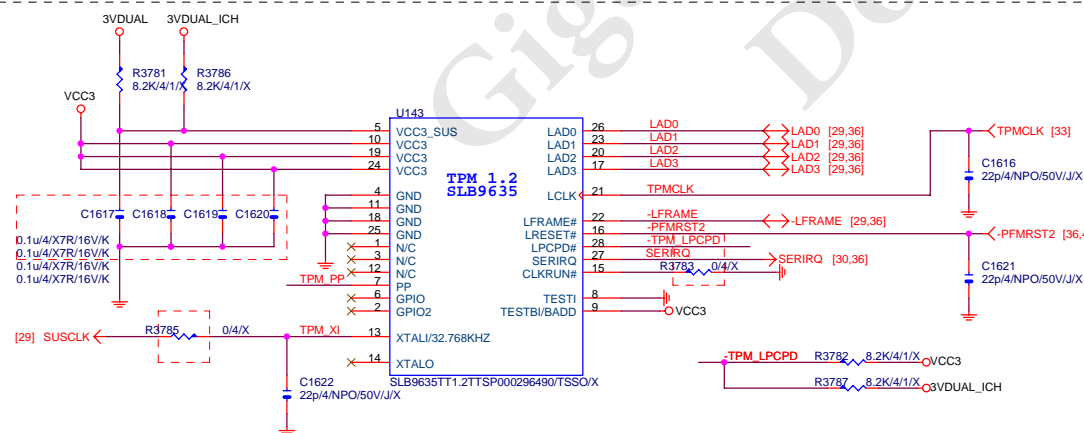 Giga
Do
3VDUAL 3VDUAL_ICH
R3781
8.2K/4/1/X
R3786
8.2K/4/1/X
VCC3
U143
5 VCC3_SUS
10 VCC3
19 VCC3
24 VCC3
4 GND
11 GND
18 GND
25 GND
1 N/C
3 N/C
12 N/C
TPM_PP 7 PP
6 GPIO
2 GPIO2
TPM_XI 13 XTALI/32.768KHZ
14 XTALO
TPM 1.2
SLB9635
LAD0 26 LAD0 LAD0 [29,36]
LAD1 23 LAD1 LAD1 [29,36]
LAD2 20 LAD2 LAD2 [29,36]
LAD3 17 LAD3 LAD3 [29,36]
LCLK 21 TPMCLK TPMCLK [33]
LFRAME# 22 -LFRAME -LFRAME [29,36]
LRESET# 16 -PFMRST2 -PFMRST2 [36,4
LPCPD# 28 -TPM_LPCPD
SERIRQ 27 SERIRQ SERIRQ [30,36]
CLKRUN# 15 R3783 0/4/X
TESTI 8
TESTBI/BADD 9 VCC3
SLB9635TT1.2TTSP000296490/TSSO/X
C1616
22p/4/NPO/50V/J/X
C1621
22p/4/NPO/50V/J/X
C1617 C1618 C1619 C1620
0.1u/4/X7R/16V/K
0.1u/4/X7R/16V/K
0.1u/4/X7R/16V/K
0.1u/4/X7R/16V/K
[29] SUSCLK R3785 0/4/X
C1622
22p/4/NPO/50V/J/X
-TPM_LPCPD R3782 8.2K/4/1/X VCC3
R3787 8.2K/4/1/X 3VDUAL_ICH